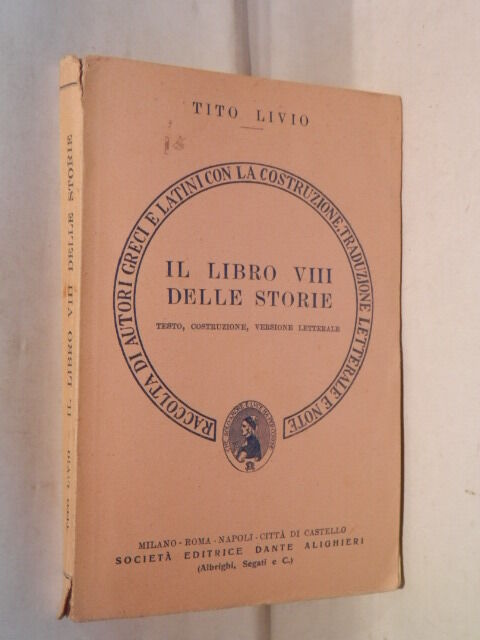 TITO LIVIO
RACCOLTA DI AUTORI GRECI E LATINI CON LA COSTRUZIONE, TRADUZIONE LETTERALE E NOTE
IL LIBRO VIII
DELLE STORIE
TESTO, COSTRUZIONE, VERSIONE LETTERALE
MILANO - ROMA - NAPOLI - CITTÀ DI CASTELLO
SOCIETÀ EDITRICE DANTE ALIGHIERI
(Albrighi, Segati e C.)
TITO LIVIO - IL LIBRO VIII DELLE STORIE